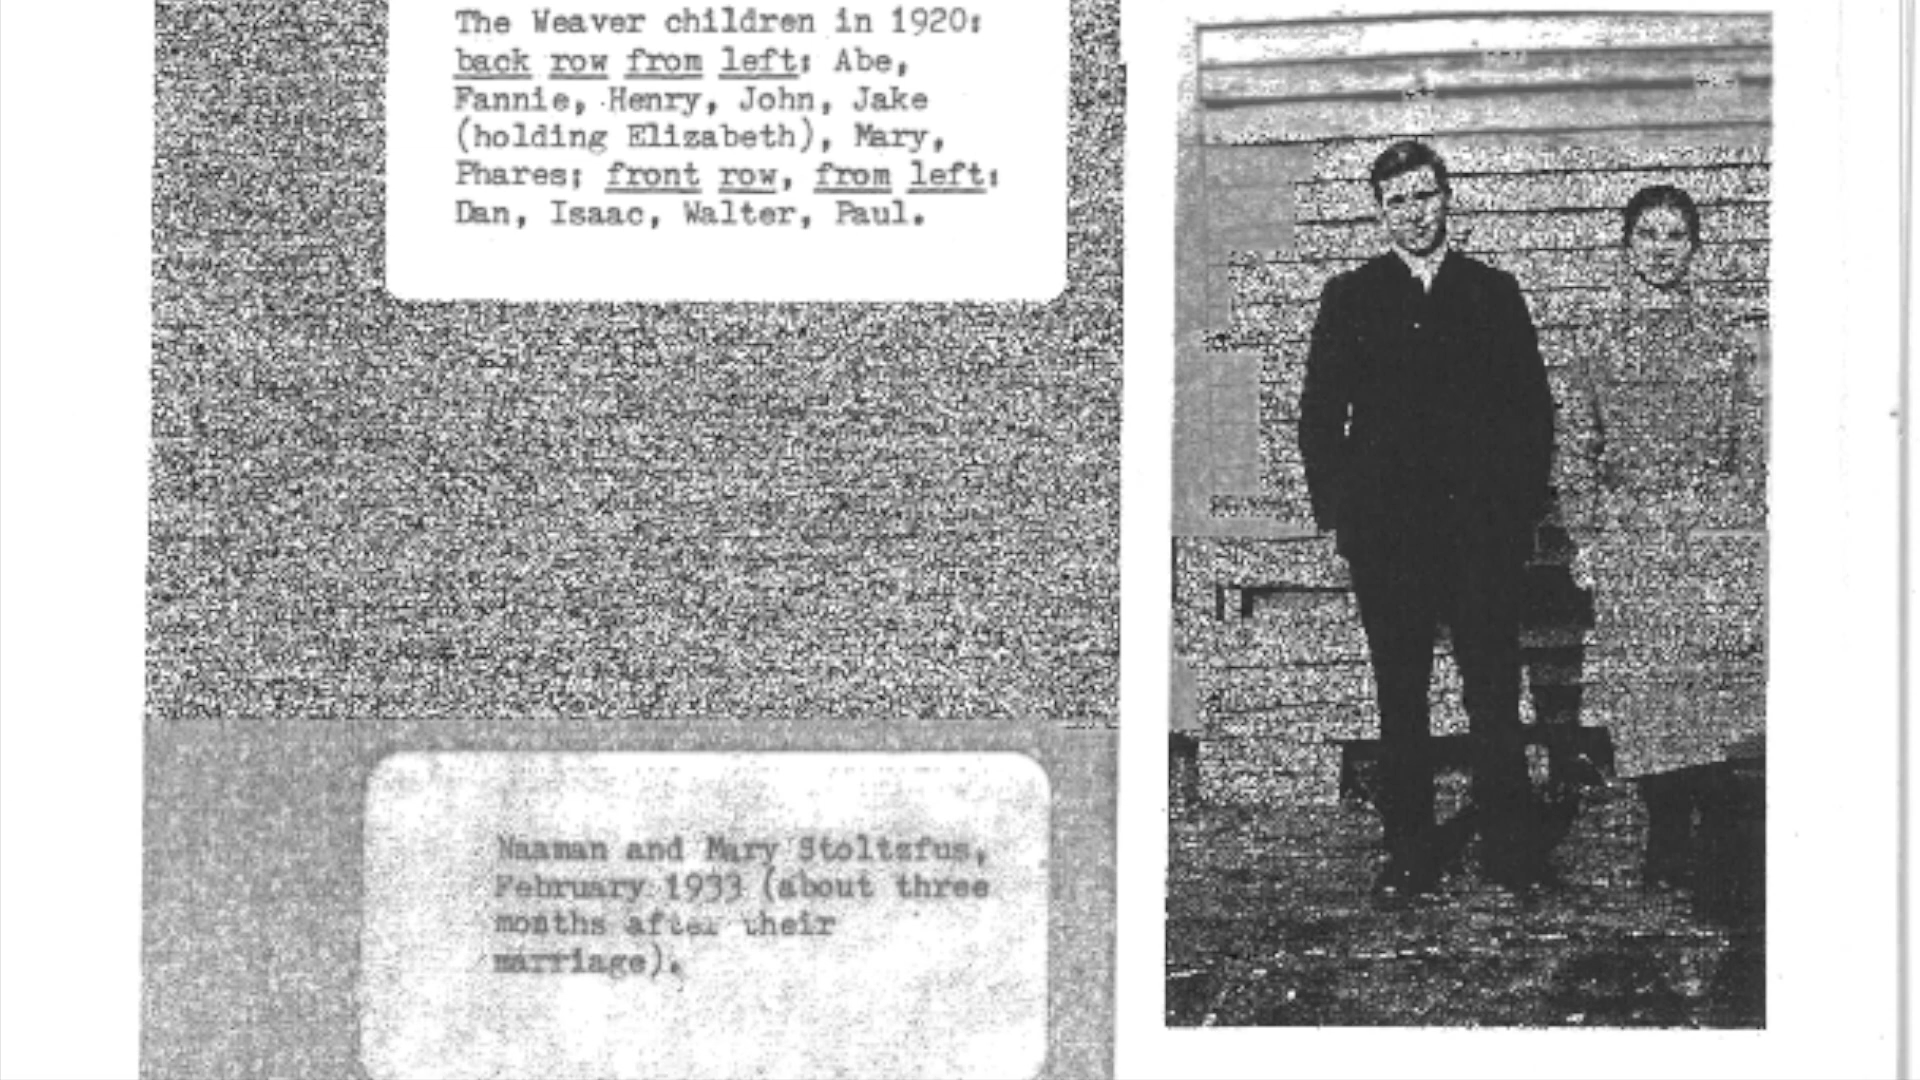 The Weaver children in 1920:
back row from left: Abe,
Fannie, Henry, John, Jake
(holding Elizabeth), Mary,
Phares; front row, from left:
Dan, Isaac, Walter, Paul.
Naaman and Mary Stoltzfus,
February 1933 (about three
months after their
marriage).